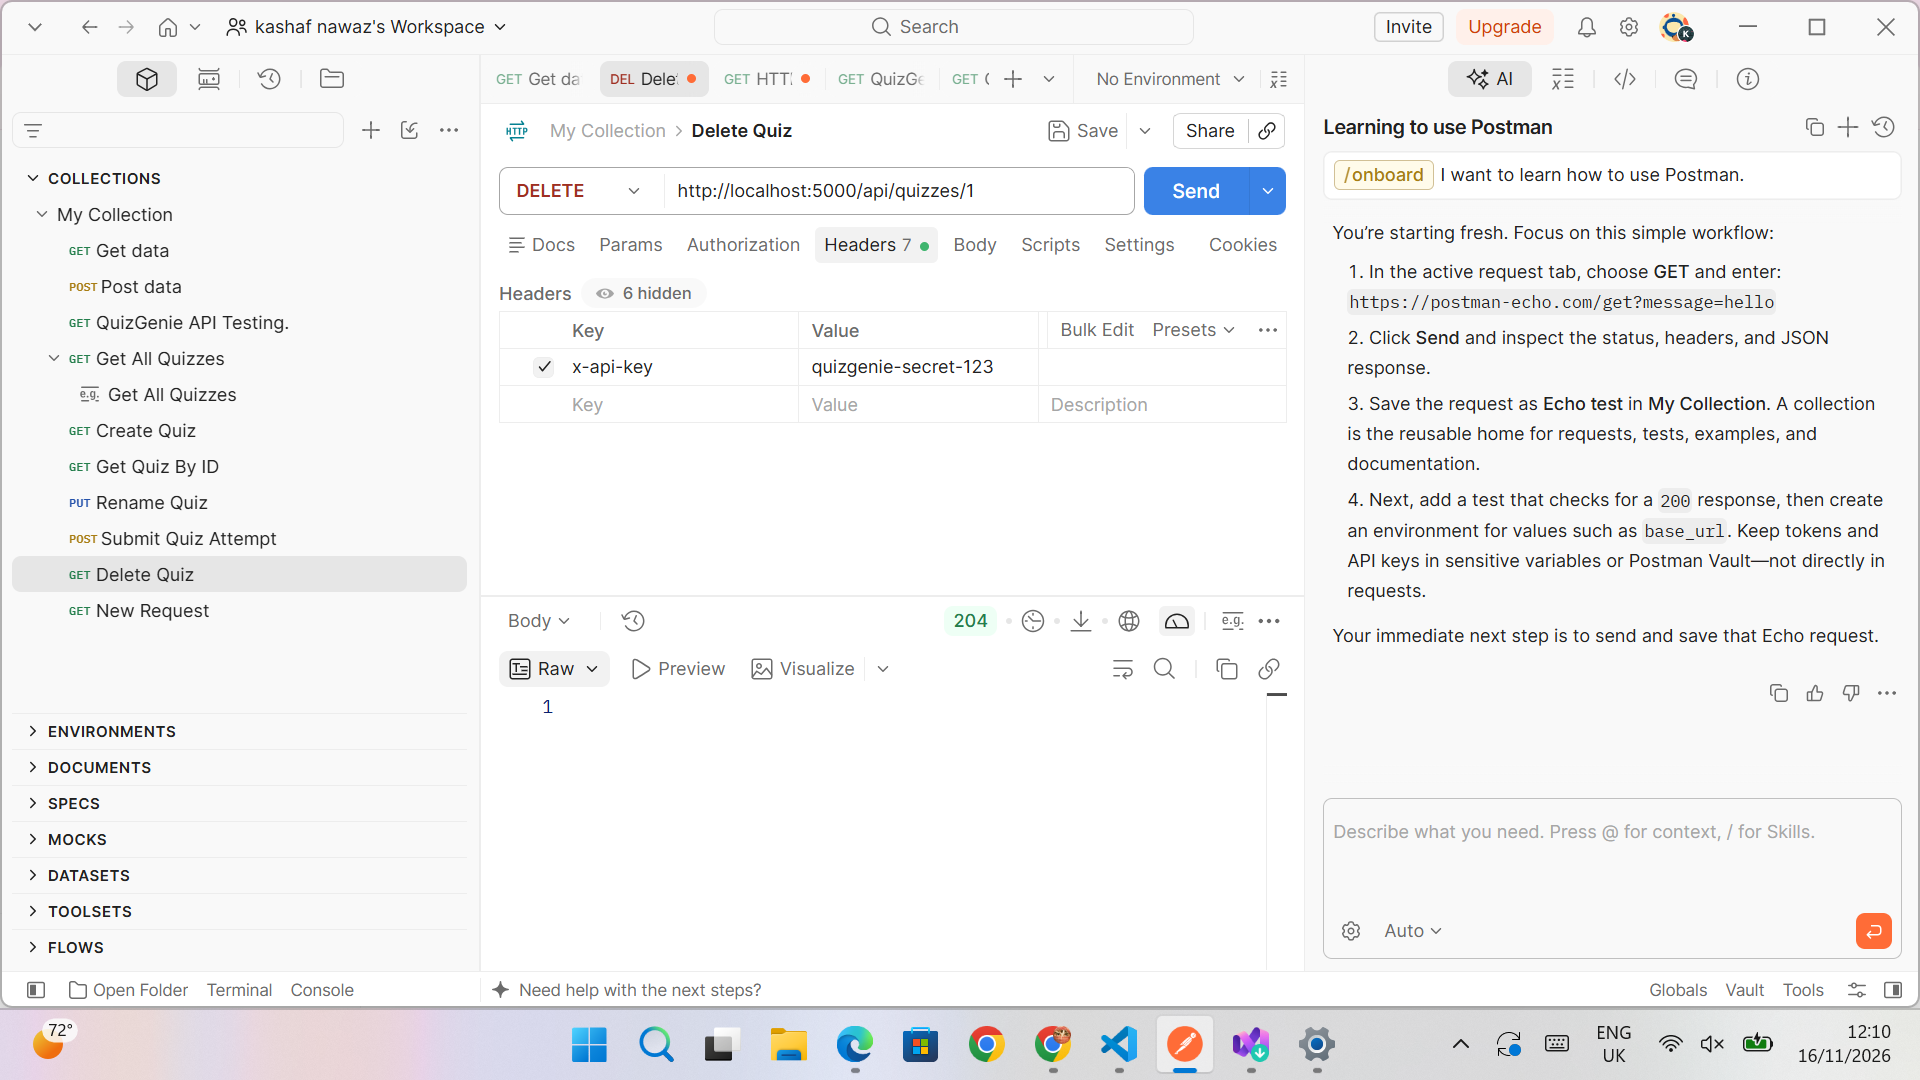 kashaf nawaz's Workspace
Search
Invite
Upgrade
K
GET Get da
DEL Dele
GET HTT
GET QuizGe
GET
No Environment
AI
HTTP
My Collection > Delete Quiz
Save
Share
COLLECTIONS
My Collection
GET Get data
POST Post data
GET QuizGenie API Testing.
GET Get All Quizzes
e.g. Get All Quizzes
GET Create Quiz
GET Get Quiz By ID
PUT Rename Quiz
POST Submit Quiz Attempt
GET Delete Quiz
GET New Request
ENVIRONMENTS
DOCUMENTS
SPECS
MOCKS
DATASETS
TOOLSETS
FLOWS
DELETE
http://localhost:5000/api/quizzes/1
Send
Docs
Params
Authorization
Headers 7
Body
Scripts
Settings
Cookies
Headers
6 hidden
Key
Value
Bulk Edit
Presets
x-api-key
quizgenie-secret-123
Key
Value
Description
Body
204
e.g.
Raw
Preview
Visualize
1
Learning to use Postman
/onboard I want to learn how to use Postman.
You’re starting fresh. Focus on this simple workflow:
1. In the active request tab, choose GET and enter:
https://postman-echo.com/get?message=hello
2. Click Send and inspect the status, headers, and JSON
response.
3. Save the request as Echo test in My Collection. A collection
is the reusable home for requests, tests, examples, and
documentation.
4. Next, add a test that checks for a 200 response, then create
an environment for values such as base_url. Keep tokens and
API keys in sensitive variables or Postman Vault—not directly in
requests.
Your immediate next step is to send and save that Echo request.
Describe what you need. Press @ for context, / for Skills.
Auto
Open Folder
Terminal
Console
Need help with the next steps?
Globals
Vault
Tools
72°
ENG
UK
12:10
16/11/2026